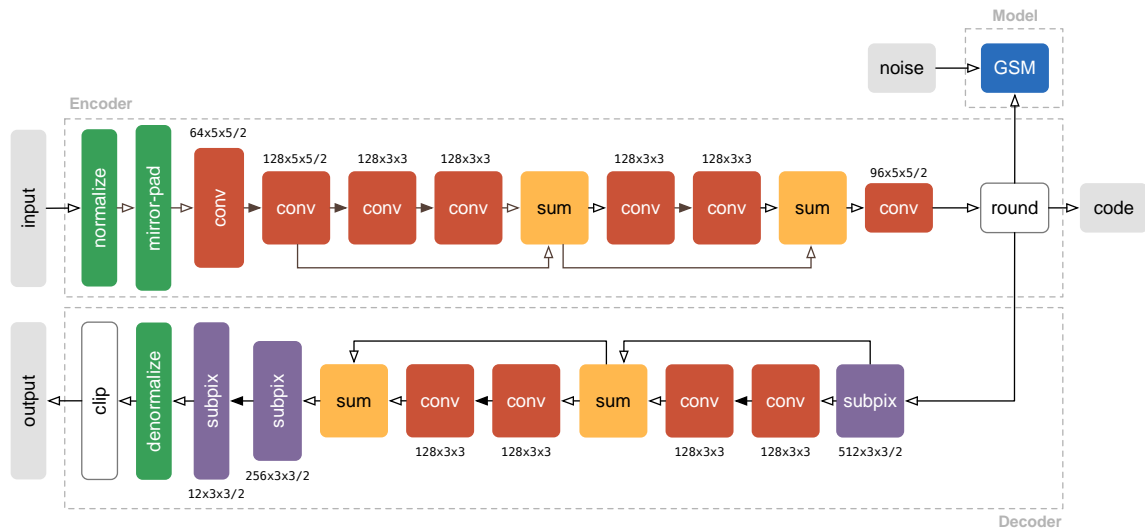 Model
noise
GSM
Encoder
input
normalize
mirror-pad
64x5x5/2
conv
128x5x5/2
conv
128x3x3
conv
128x3x3
conv
sum
128x3x3
conv
128x3x3
conv
sum
96x5x5/2
conv
round
code
output
clip
denormalize
subpix
12x3x3/2
subpix
256x3x3/2
sum
conv
128x3x3
conv
128x3x3
sum
conv
128x3x3
conv
128x3x3
subpix
512x3x3/2
Decoder